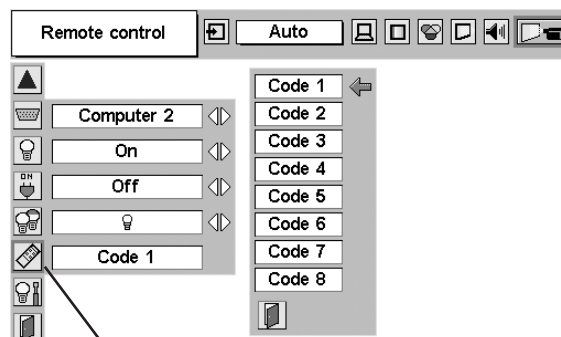 Remote control
Auto
Computer 2
On
ON
Off
Code 1
Code 1
Code 2
Code 3
Code 4
Code 5
Code 6
Code 7
Code 8